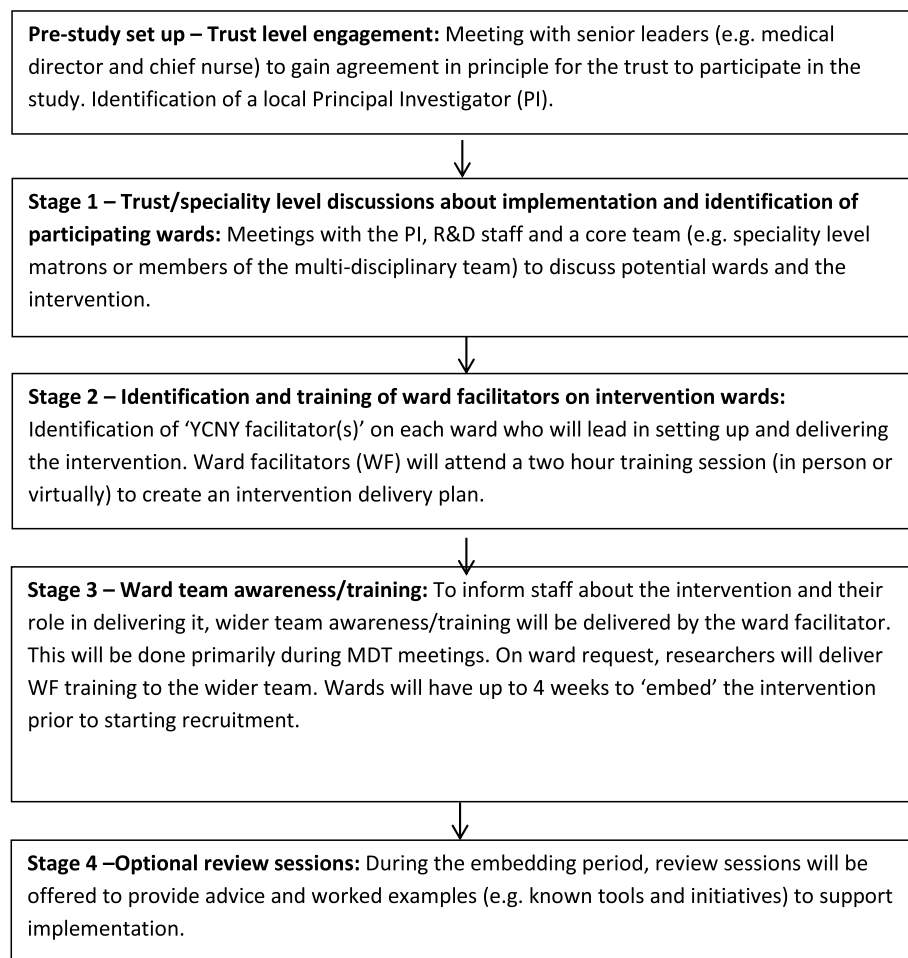 Pre-study set up – Trust level engagement: Meeting with senior leaders (e.g. medical
director and chief nurse) to gain agreement in principle for the trust to participate in the
study. Identification of a local Principal Investigator (PI).
Stage 1 – Trust/speciality level discussions about implementation and identification of
participating wards: Meetings with the PI, R&D staff and a core team (e.g. speciality level
matrons or members of the multi-disciplinary team) to discuss potential wards and the
intervention.
Stage 2 – Identification and training of ward facilitators on intervention wards:
Identification of ‘YCNY facilitator(s)’ on each ward who will lead in setting up and delivering
the intervention. Ward facilitators (WF) will attend a two hour training session (in person or
virtually) to create an intervention delivery plan.
Stage 3 – Ward team awareness/training: To inform staff about the intervention and their
role in delivering it, wider team awareness/training will be delivered by the ward facilitator.
This will be done primarily during MDT meetings. On ward request, researchers will deliver
WF training to the wider team. Wards will have up to 4 weeks to ‘embed’ the intervention
prior to starting recruitment.
Stage 4 –Optional review sessions: During the embedding period, review sessions will be
offered to provide advice and worked examples (e.g. known tools and initiatives) to support
implementation.